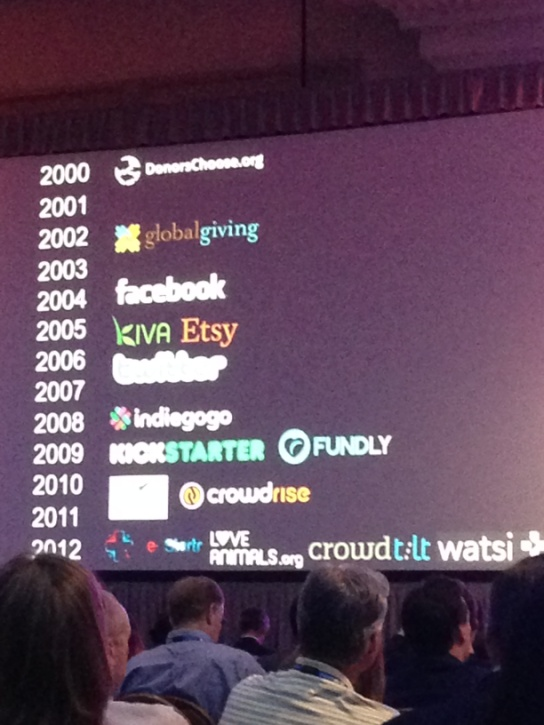 2000 DonorsChoose.org
2001
2002 globalgiving
2003
2004 facebook
2005 KIVA Etsy
2006 twitter
2007
2008 indiegogo
2009 KICKSTARTER FUNDLY
2010 crowdrise
2011
2012 LOVE ANIMALS.org crowdtilt watsi